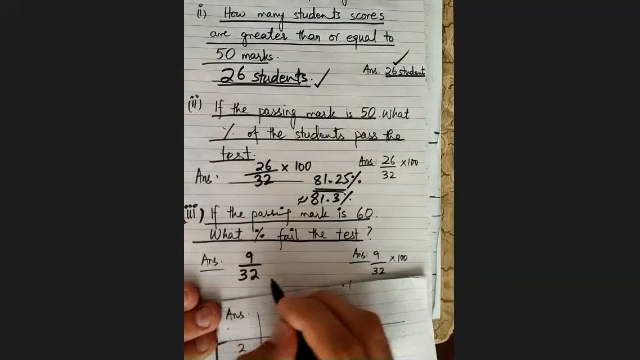 (i) How many students scores
are greater than or equal to
50 marks.
26 students. ✓
Ans: 26 students ✓
(ii) If the passing mark is 50. What
% of the students pass the
test.
Ans: 26/32 × 100
81.25%
≈ 81.3%
Ans: 26/32 × 100
(iii) If the passing mark is 60.
What % fail the test?
Ans: 9/32
Ans: 9/32 × 100
Ans:
2